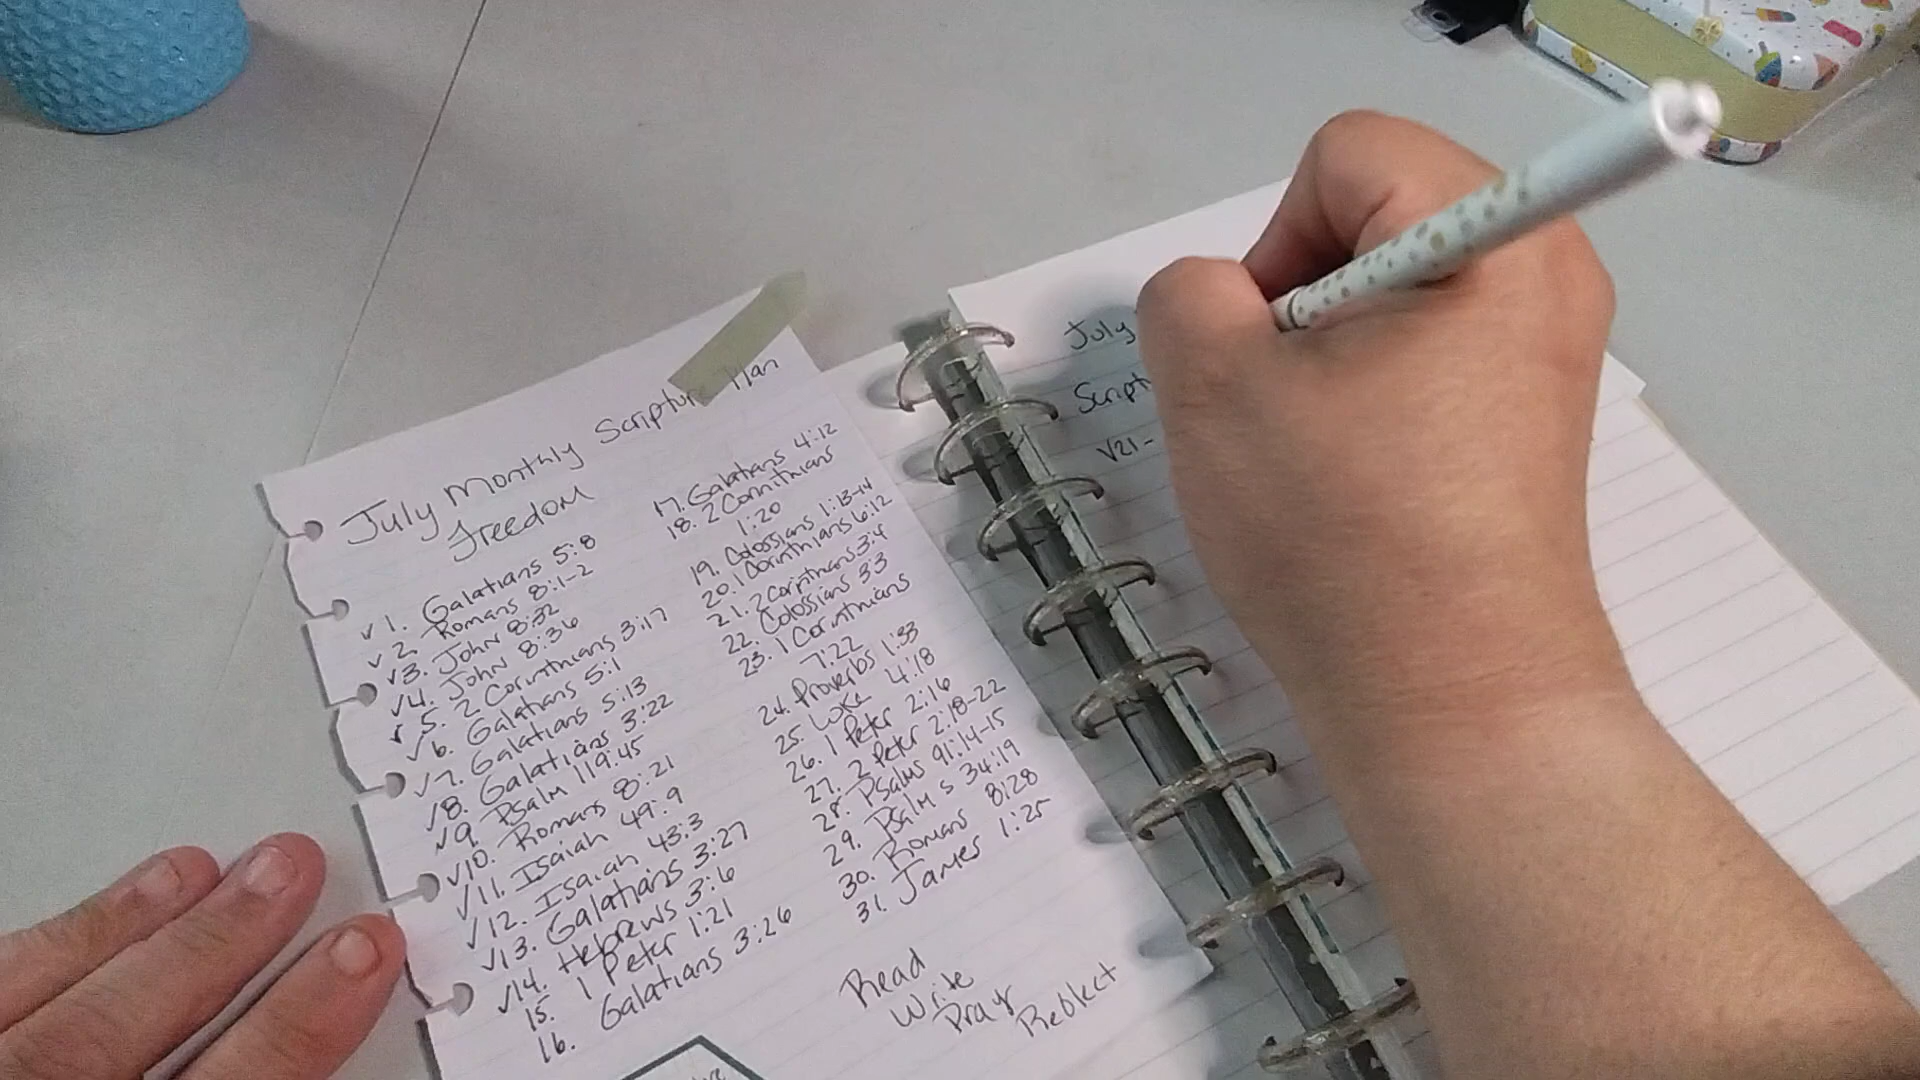 July Monthly Scripture Plan
Freedom
√1. Galatians 5:8
√2. Romans 8:1-2
√3. John 8:32
√4. John 8:36
√5. 2 Corinthians 3:17
√6. Galatians 5:1
√7. Galatians 5:13
√8. Galatians 3:22
√9. Psalm 119:45
√10. Romans 8:21
√11. Isaiah 49:9
√12. Isaiah 43:3
√13. Galatians 3:27
√14. Hebrews 3:6
15. 1 Peter 1:21
16. Galatians 3:26
17. Galatians 4:12
18. 2 Corinthians
1:20
19. Colossians 1:13-14
20. 1 Corinthians 6:12
21. 2 Corinthians 3:4
22. Colossians 3:3
23. 1 Corinthians
7:22
24. Proverbs 1:33
25. Luke 4:18
26. 1 Peter 2:16
27. 2 Peter 2:18-22
28. Psalms 91:14-15
29. Psalms 34:19
30. Romans 8:28
31. James 1:25
Read
Write
Pray
Reflect
July
Script
V21-